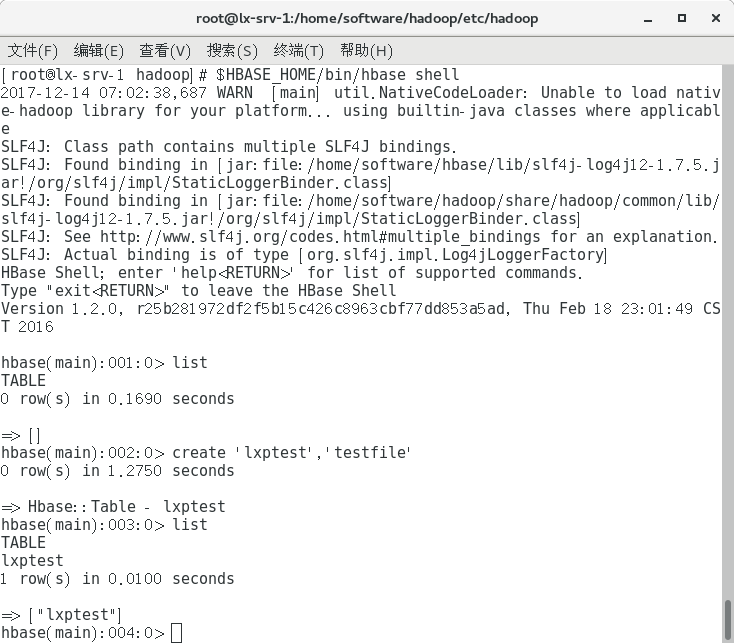 root@lx-srv-1:/home/software/hadoop/etc/hadoop
文件(F) 编辑(E) 查看(V) 搜索(S) 终端(T) 帮助(H)
[root@lx-srv-1 hadoop]# $HBASE_HOME/bin/hbase shell
2017-12-14 07:02:38,687 WARN  [main] util.NativeCodeLoader: Unable to load nativ
e-hadoop library for your platform... using builtin-java classes where applicabl
e
SLF4J: Class path contains multiple SLF4J bindings.
SLF4J: Found binding in [jar:file:/home/software/hbase/lib/slf4j-log4j12-1.7.5.j
ar!/org/slf4j/impl/StaticLoggerBinder.class]
SLF4J: Found binding in [jar:file:/home/software/hadoop/share/hadoop/common/lib/
slf4j-log4j12-1.7.5.jar!/org/slf4j/impl/StaticLoggerBinder.class]
SLF4J: See http://www.slf4j.org/codes.html#multiple_bindings for an explanation.
SLF4J: Actual binding is of type [org.slf4j.impl.Log4jLoggerFactory]
HBase Shell; enter 'help<RETURN>' for list of supported commands.
Type "exit<RETURN>" to leave the HBase Shell
Version 1.2.0, r25b281972df2f5b15c426c8963cbf77dd853a5ad, Thu Feb 18 23:01:49 CS
T 2016
hbase(main):001:0> list
TABLE
0 row(s) in 0.1690 seconds
=> []
hbase(main):002:0> create 'lxptest','testfile'
0 row(s) in 1.2750 seconds
=> Hbase::Table - lxptest
hbase(main):003:0> list
TABLE
lxptest
1 row(s) in 0.0100 seconds
=> ["lxptest"]
hbase(main):004:0>